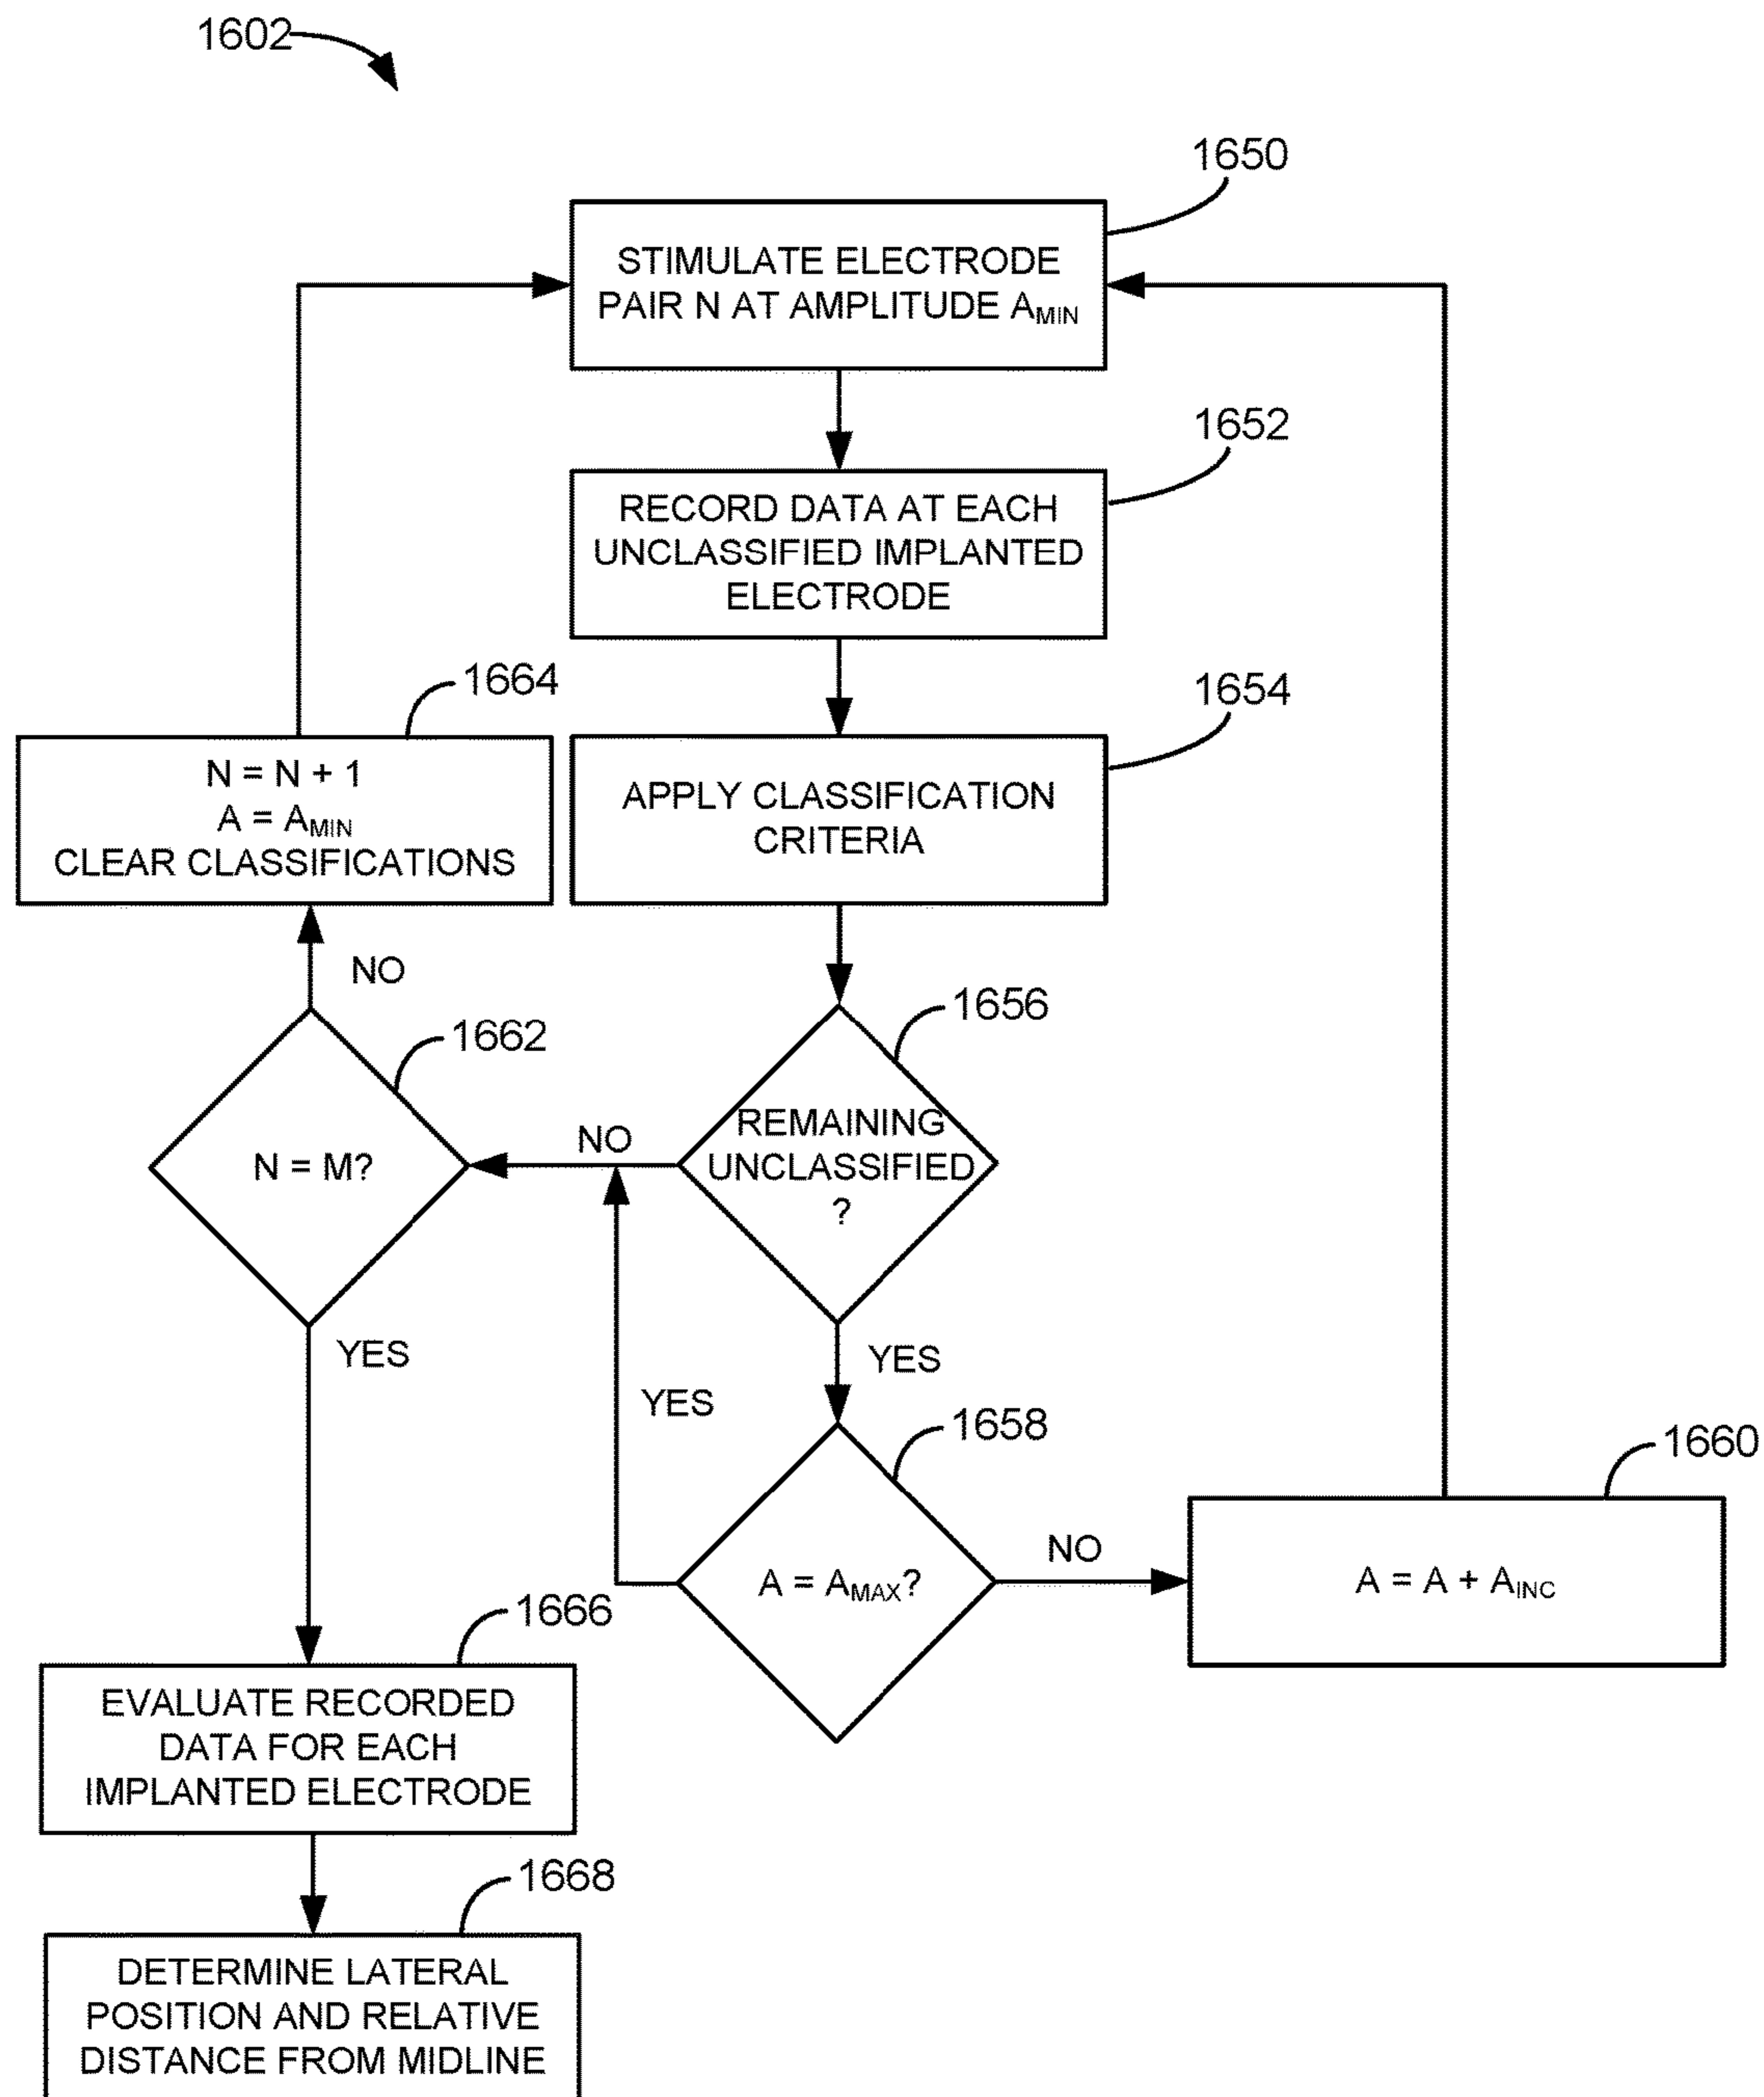 1602
1650
STIMULATE ELECTRODE
PAIR N AT AMPLITUDE AMIN
1652
RECORD DATA AT EACH
UNCLASSIFIED IMPLANTED
ELECTRODE
1664
1654
N = N + 1
A = AMIN
CLEAR CLASSIFICATIONS
APPLY CLASSIFICATION
CRITERIA
NO
1656
1662
REMAINING
UNCLASSIFIED
?
NO
N = M?
YES
YES
YES
1658
1660
A = AMAX?
NO
A = A + AINC
1666
EVALUATE RECORDED
DATA FOR EACH
IMPLANTED ELECTRODE
1668
DETERMINE LATERAL
POSITION AND RELATIVE
DISTANCE FROM MIDLINE